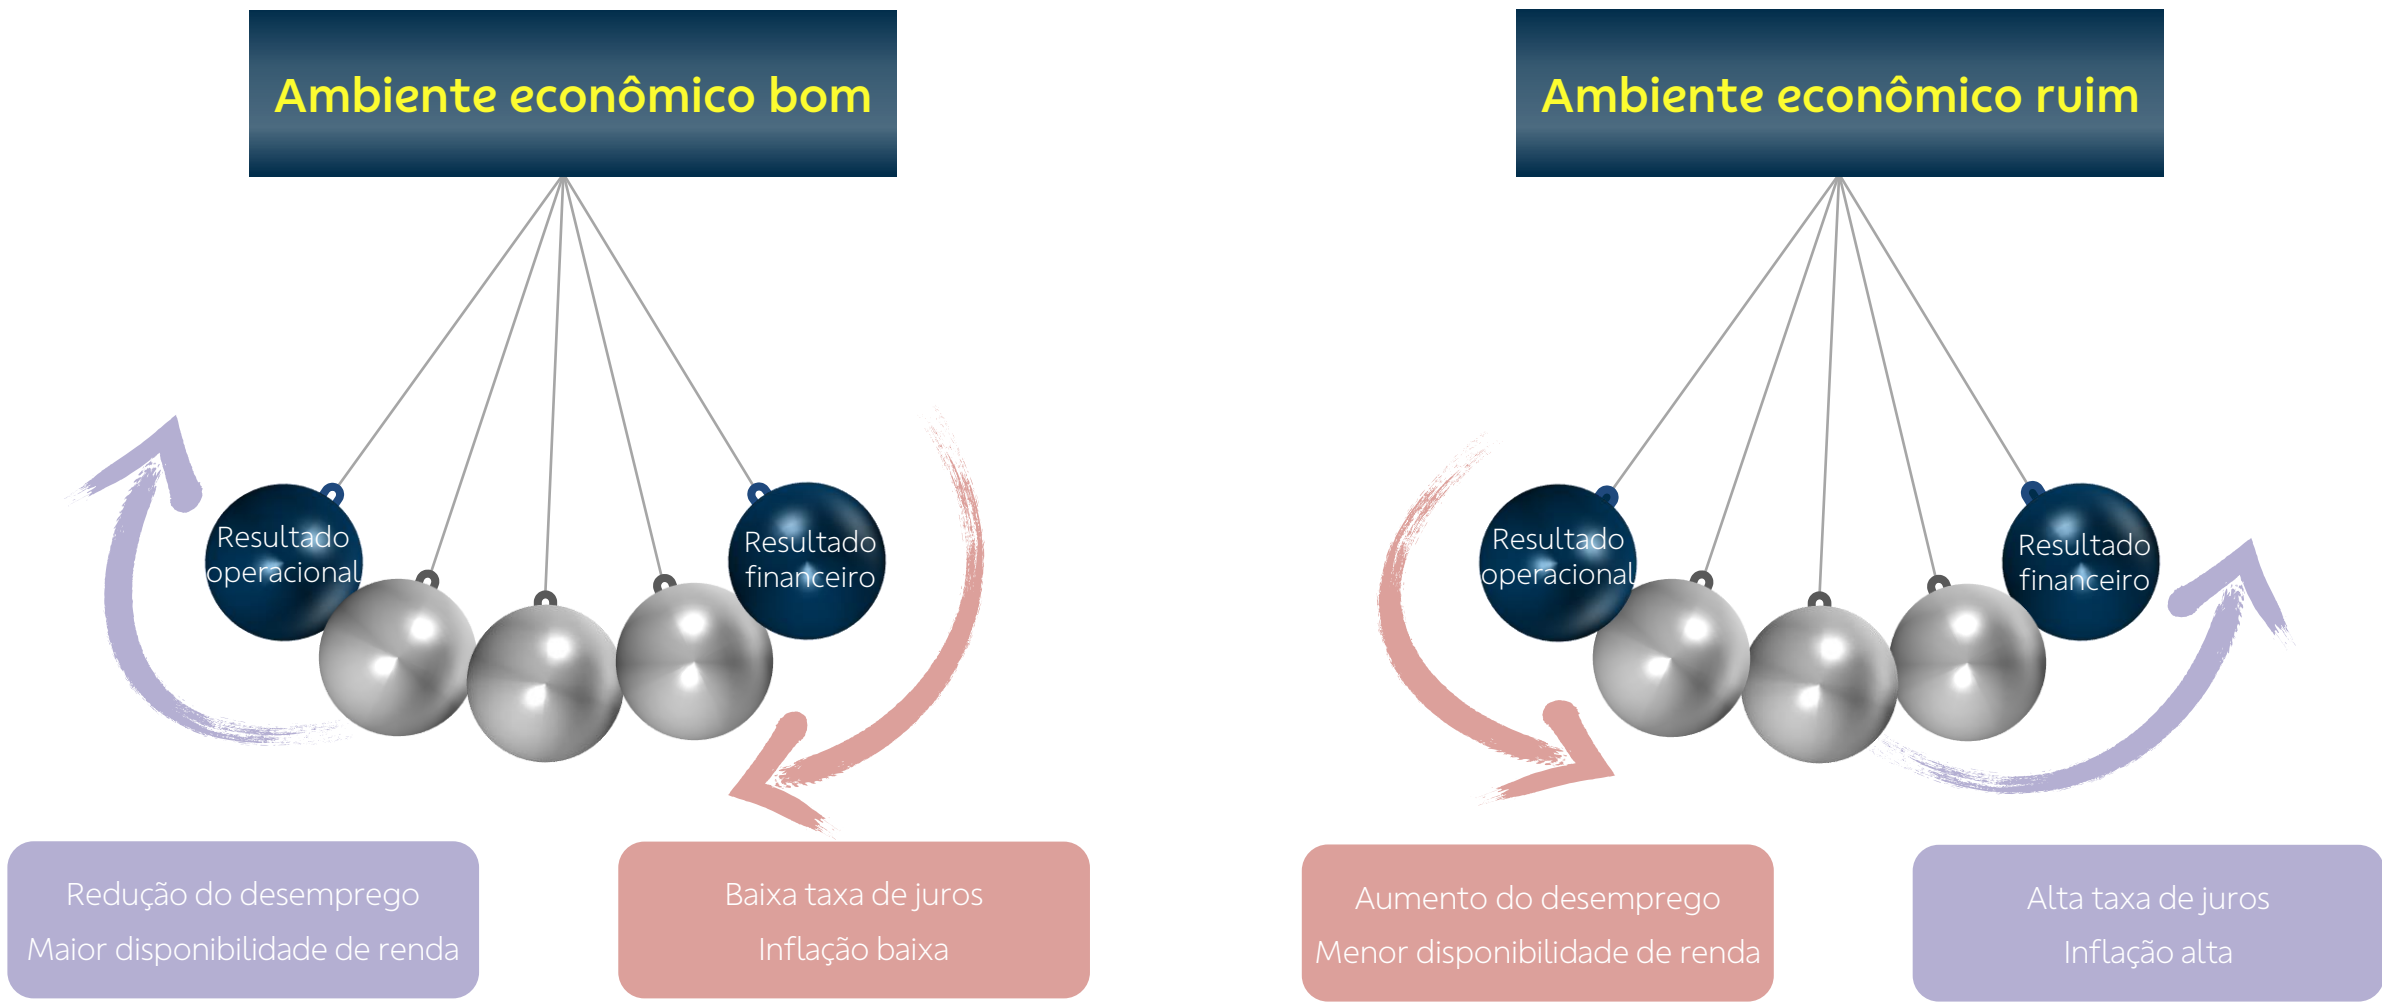 Ambiente econômico bom
Resultado
operacional
Resultado
financeiro
Redução do desemprego
Maior disponibilidade de renda
Baixa taxa de juros
Inflação baixa
Ambiente econômico ruim
Resultado
operacional
Resultado
financeiro
Aumento do desemprego
Menor disponibilidade de renda
Alta taxa de juros
Inflação alta